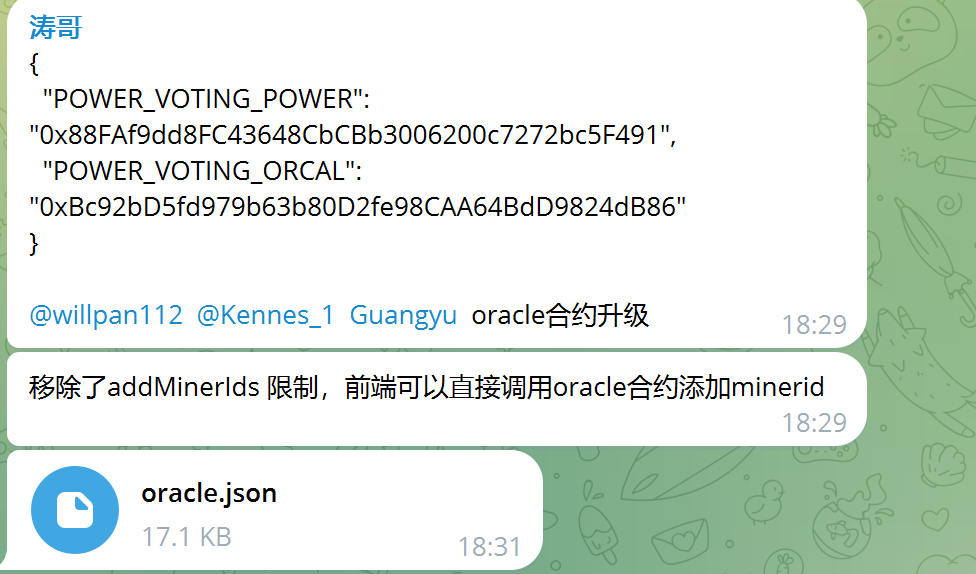 涛哥
{
"POWER_VOTING_POWER":
"0x88FAf9dd8FC43648CbCBb3006200c7272bc5F491",
"POWER_VOTING_ORCAL":
"0xBc92bD5fd979b63b80D2fe98CAA64BdD9824dB86"
}
@willpan112 @Kennes_1 Guangyu oracle合约升级
18:29
移除了addMinerIds 限制，前端可以直接调用oracle合约添加minerid
18:29
oracle.json
17.1 KB
18:31